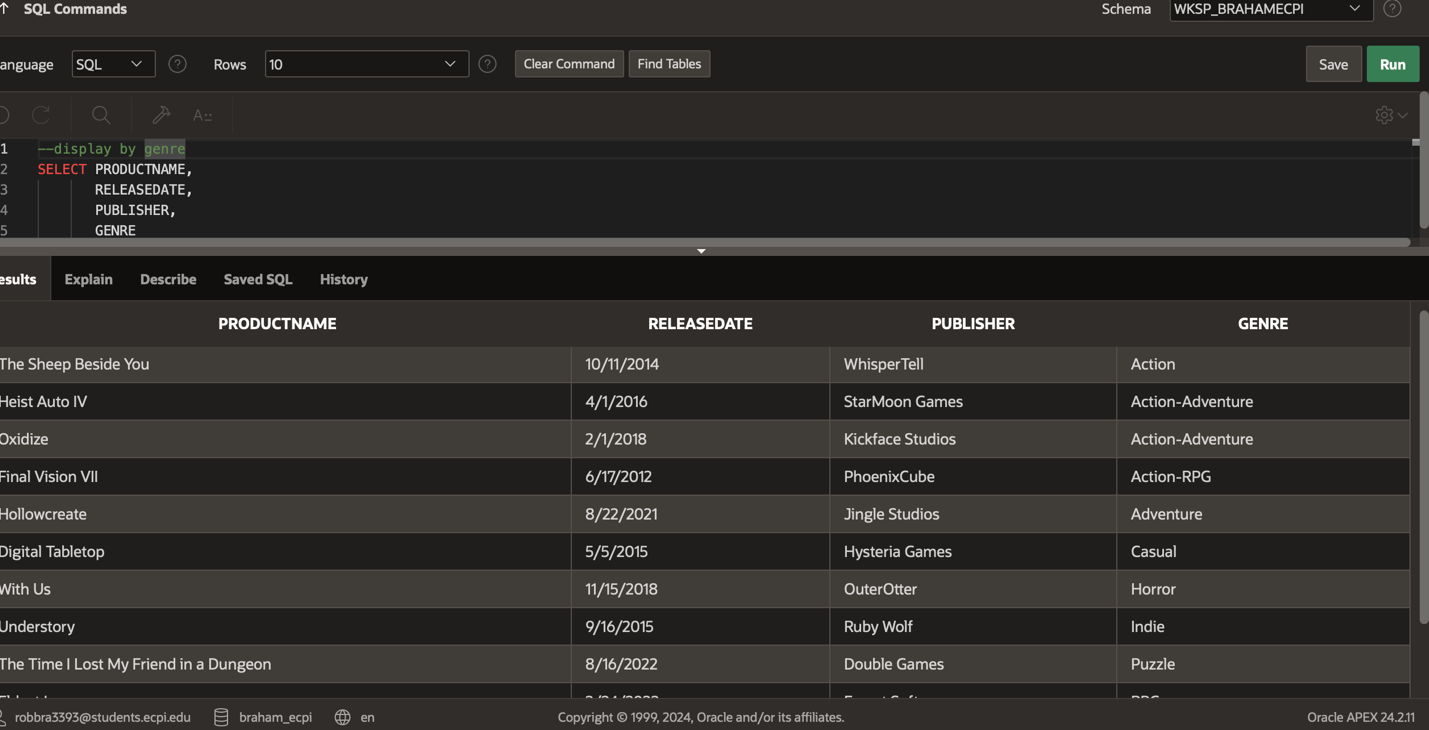 SQL Commands
Schema WKSP_BRAHAMECPI
anguage SQL Rows 10 Clear Command Find Tables Save Run
1 --display by genre
2 SELECT PRODUCTNAME,
3 RELEASEDATE,
4 PUBLISHER,
5 GENRE
esults Explain Describe Saved SQL History
PRODUCTNAME RELEASEDATE PUBLISHER GENRE
The Sheep Beside You 10/11/2014 WhisperTell Action
Heist Auto IV 4/1/2016 StarMoon Games Action-Adventure
Oxidize 2/1/2018 Kickface Studios Action-Adventure
Final Vision VII 6/17/2012 PhoenixCube Action-RPG
Hollowcreate 8/22/2021 Jingle Studios Adventure
Digital Tabletop 5/5/2015 Hysteria Games Casual
With Us 11/15/2018 OuterOtter Horror
Understory 9/16/2015 Ruby Wolf Indie
The Time I Lost My Friend in a Dungeon 8/16/2022 Double Games Puzzle
robbra3393@students.ecpi.edu braham_ecpi en Copyright © 1999, 2024, Oracle and/or its affiliates. Oracle APEX 24.2.11